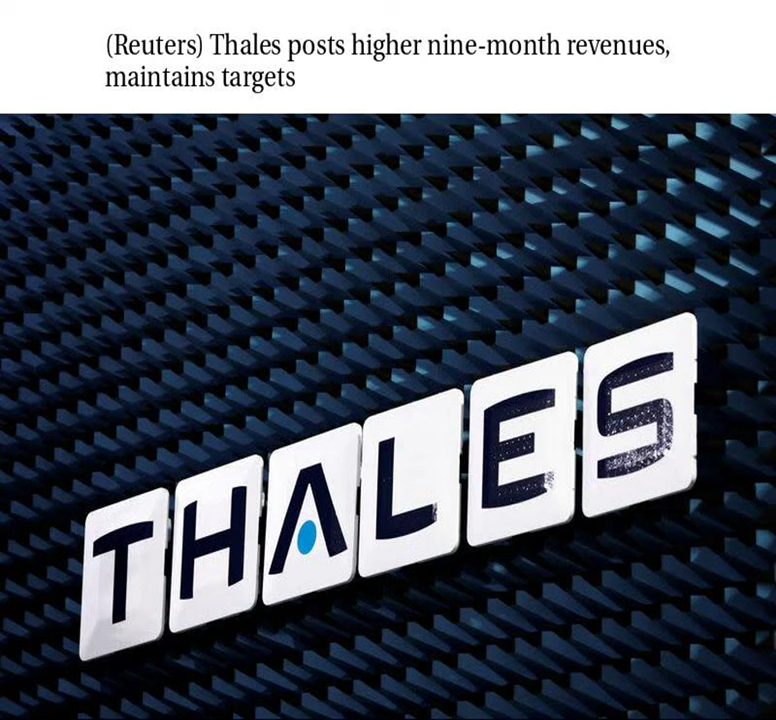 (Reuters) Thales posts higher nine-month revenues,
maintains targets
THALES